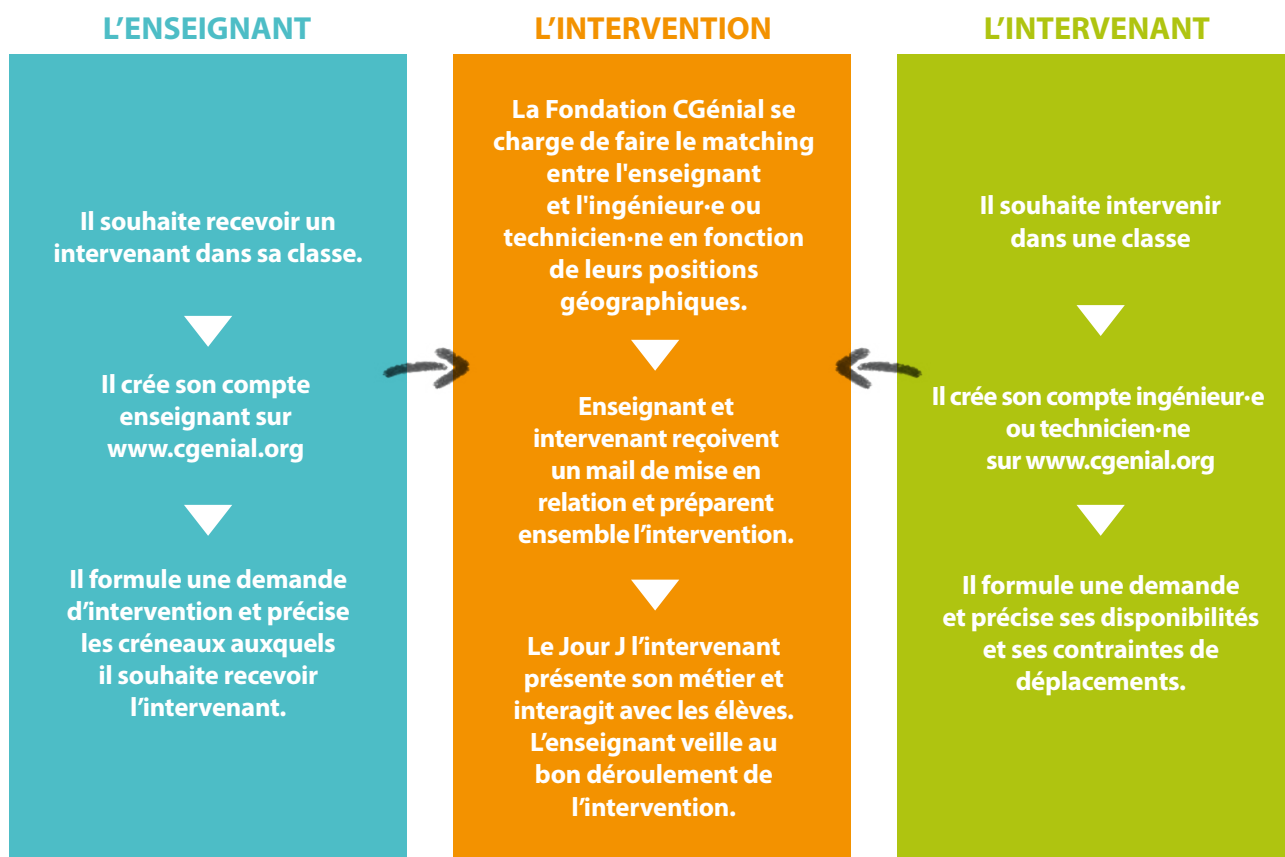 L'ENSEIGNANT
Il souhaite recevoir un
intervenant dans sa classe.
Il crée son compte
enseignant sur
www.cgenial.org
Il formule une demande
d'intervention et précise
les créneaux auxquels
il souhaite recevoir
l'intervenant.
L'INTERVENTION
La Fondation CGénial se
charge de faire le matching
entre l'enseignant
et l'ingénieur·e ou
technicien·ne en fonction
de leurs positions
géographiques.
Enseignant et
intervenant reçoivent
un mail de mise en
relation et préparent
ensemble l'intervention.
Le Jour J l'intervenant
présente son métier et
interagit avec les élèves.
L'enseignant veille au
bon déroulement de
l'intervention.
L'INTERVENANT
Il souhaite intervenir
dans une classe
Il crée son compte ingénieur·e
ou technicien·ne
sur www.cgenial.org
Il formule une demande
et précise ses disponibilités
et ses contraintes de
déplacements.